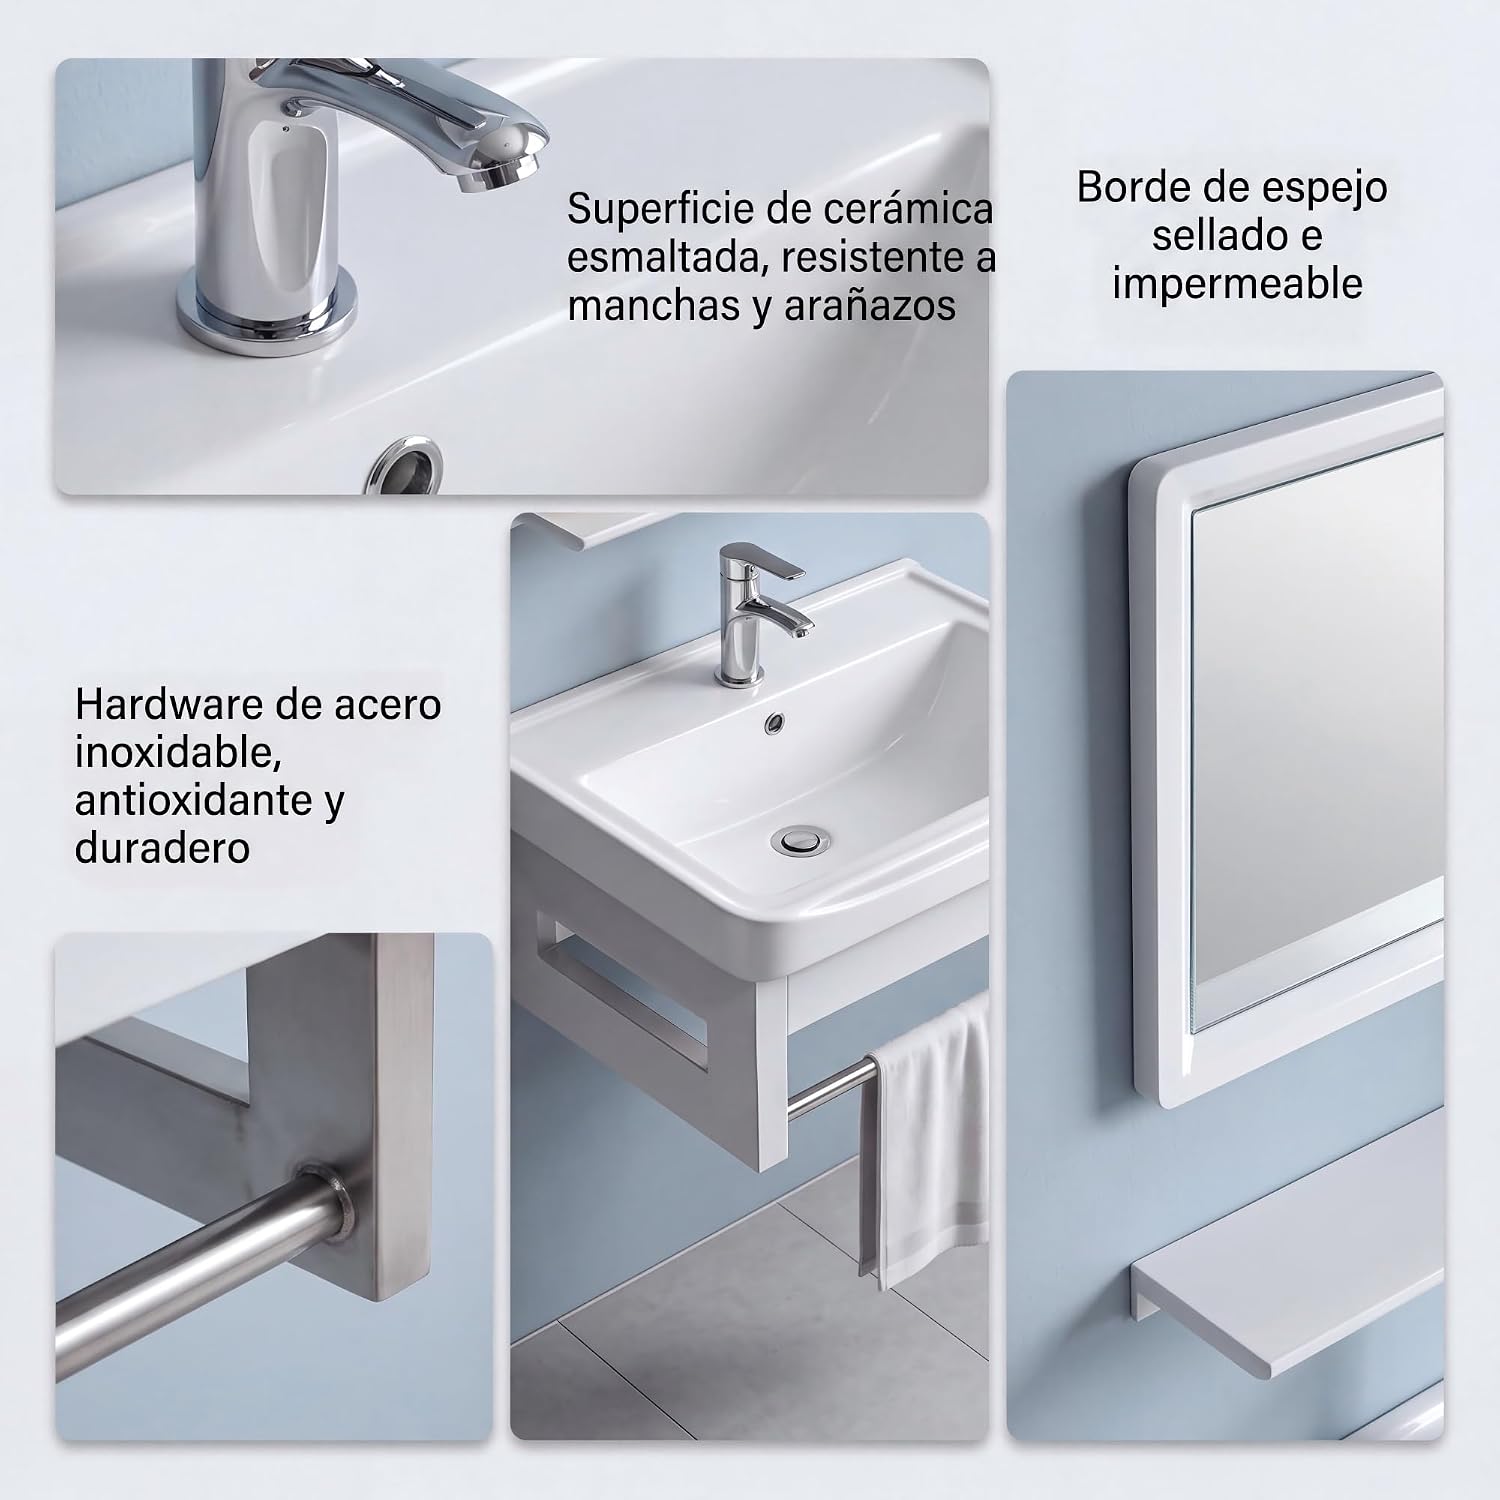 Superficie de cerámica
esmaltada, resistente a
manchas y arañazos
Borde de espejo
sellado e
impermeable
Hardware de acero
inoxidable,
antioxidante y
duradero